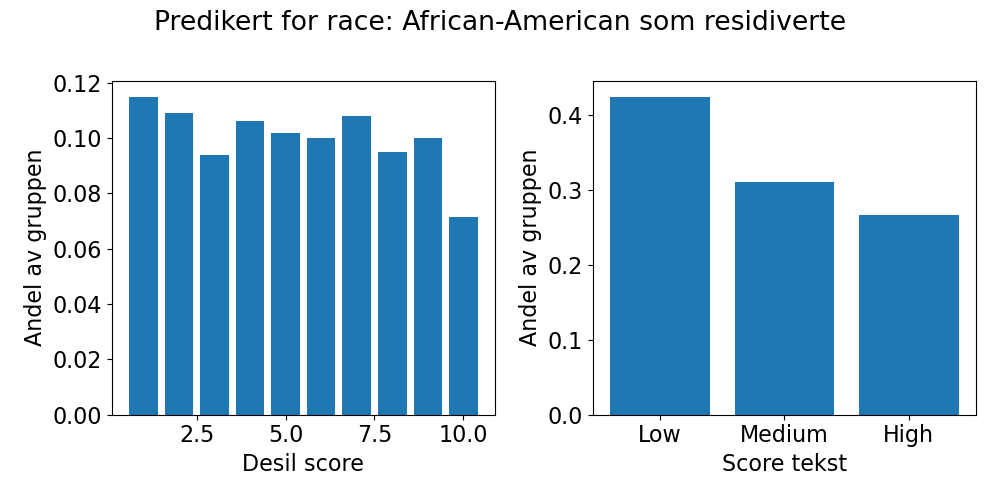 Predikert for race: African-American som residiverte
Andel av gruppen
0.12
0.10
0.08
0.06
0.04
0.02
0.00
2.5 5.0 7.5 10.0
Desil score
Andel av gruppen
0.4
0.3
0.2
0.1
0.0
Low Medium High
Score tekst